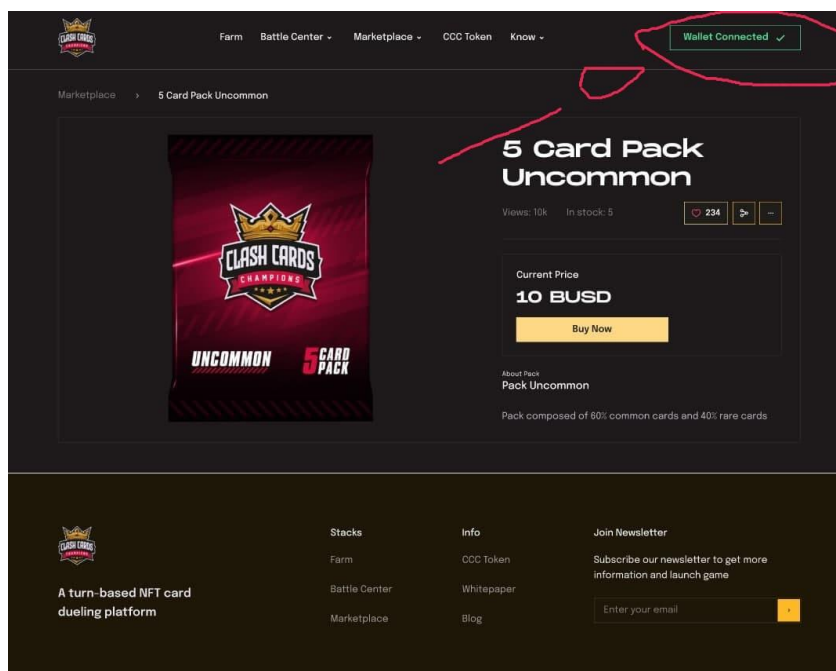 CLASH CARDS
CHAMPIONS
Farm
Battle Center
Marketplace
CCC Token
Know
Wallet Connected
Marketplace › 5 Card Pack Uncommon
CLASH CARDS
CHAMPIONS
UNCOMMON
5 CARD
PACK
5 Card Pack
Uncommon
Views: 10k
In stock: 5
234
Current Price
10 BUSD
Buy Now
About Pack
Pack Uncommon
Pack composed of 60% common cards and 40% rare cards
CLASH CARDS
CHAMPIONS
A turn-based NFT card
dueling platform
Stacks
Farm
Battle Center
Marketplace
Info
CCC Token
Whitepaper
Blog
Join Newsletter
Subscribe our newsletter to get more
information and launch game
Enter your email